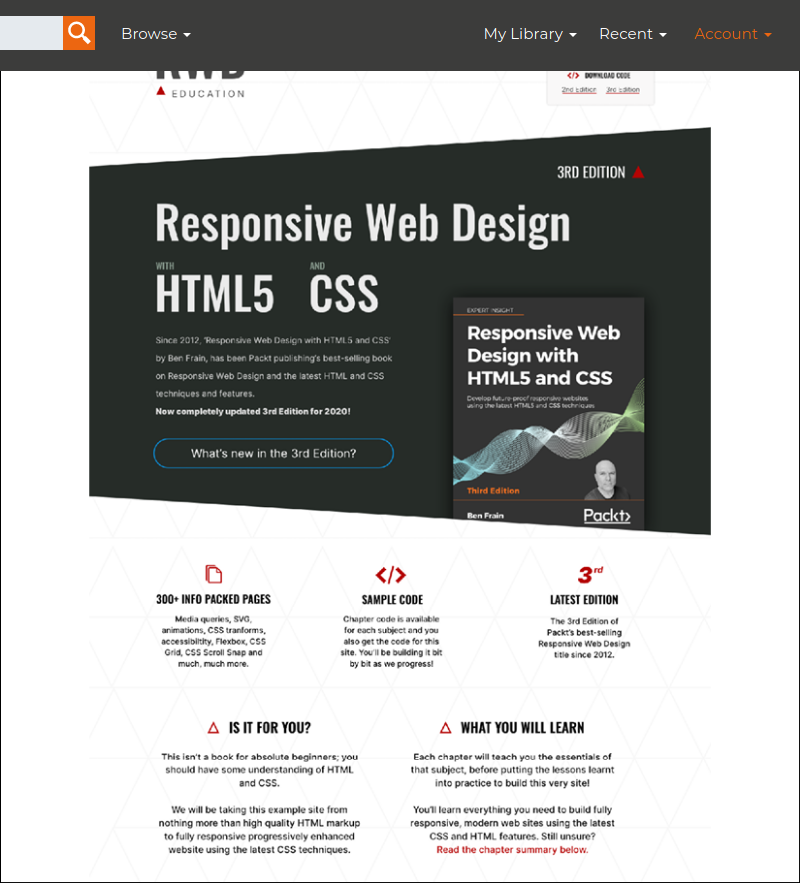 Browse
My Library
Recent
Account
RWD
EDUCATION
</> DOWNLOAD CODE
2nd Edition 3rd Edition
3RD EDITION
Responsive Web Design
WITH AND
HTML5 CSS
Since 2012, 'Responsive Web Design with HTML5 and CSS'
by Ben Frain, has been Packt publishing's best-selling book
on Responsive Web Design and the latest HTML and CSS
techniques and features.
Now completely updated 3rd Edition for 2020!
What's new in the 3rd Edition?
EXPERT INSIGHT
Responsive Web
Design with
HTML5 and CSS
Develop future-proof responsive websites
using the latest HTML5 and CSS techniques
Third Edition
Ben Frain
Packt>
300+ INFO PACKED PAGES
Media queries, SVG,
animations, CSS tranforms,
accessibiltity, Flexbox, CSS
Grid, CSS Scroll Snap and
much, much more.
</>
SAMPLE CODE
Chapter code is available
for each subject and you
also get the code for this
site. You'll be building it bit
by bit as we progress!
3rd
LATEST EDITION
The 3rd Edition of
Packt's best-selling
Responsive Web Design
title since 2012.
IS IT FOR YOU?
This isn't a book for absolute beginners; you
should have some understanding of HTML
and CSS.
We will be taking this example site from
nothing more than high quality HTML markup
to fully responsive progressively enhanced
website using the latest CSS techniques.
WHAT YOU WILL LEARN
Each chapter will teach you the essentials of
that subject, before putting the lessons learnt
into practice to build this very site!
You'll learn everything you need to build fully
responsive, modern web sites using the latest
CSS and HTML features. Still unsure?
Read the chapter summary below.